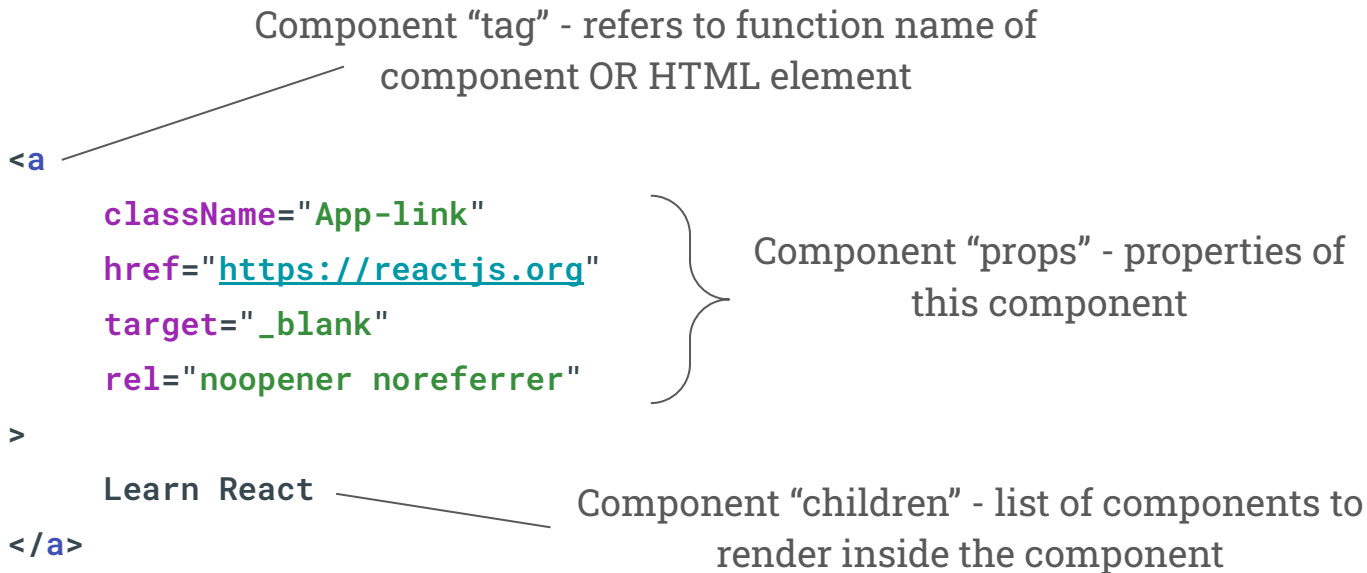 Component “tag” - refers to function name of
component OR HTML element
<a
className="App-link"
href="https://reactjs.org"
target="_blank"
rel="noopener noreferrer"
>
Component “props” - properties of
this component
Learn React
</a>
Component “children” - list of components to
render inside the component